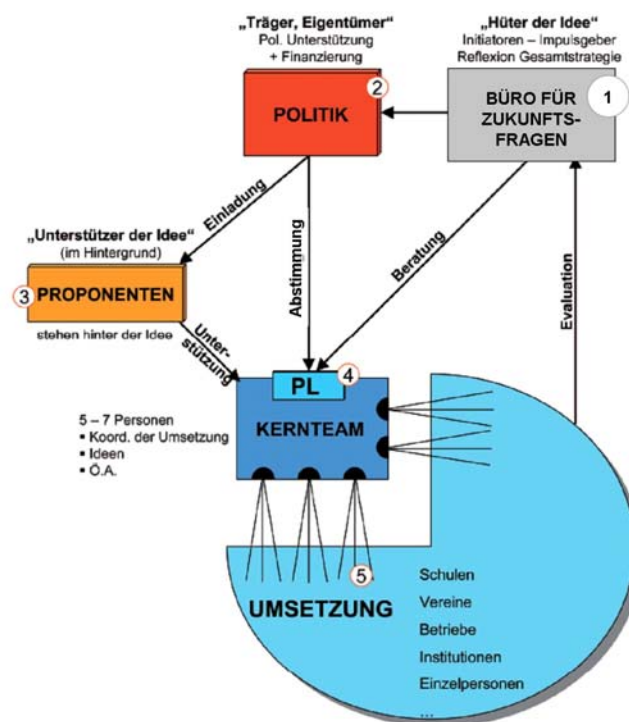 „Träger, Eigentümer“
Pol. Unterstützung
+ Finanzierung
„Hüter der Idee“
Initiatoren – Impulsgeber
Reflexion Gesamtstrategie
2
POLITIK
1
BÜRO FÜR
ZUKUNFTS-
FRAGEN
Einladung
Abstimmung
Beratung
Evaluation
„Unterstützer der Idee“
(im Hintergrund)
3
PROPONENTEN
stehen hinter der Idee
Unter-
stützung
PL
4
KERNTEAM
5 – 7 Personen
▪ Koord. der Umsetzung
▪ Ideen
▪ Ö.A.
5
UMSETZUNG
Schulen
Vereine
Betriebe
Institutionen
Einzelpersonen
...